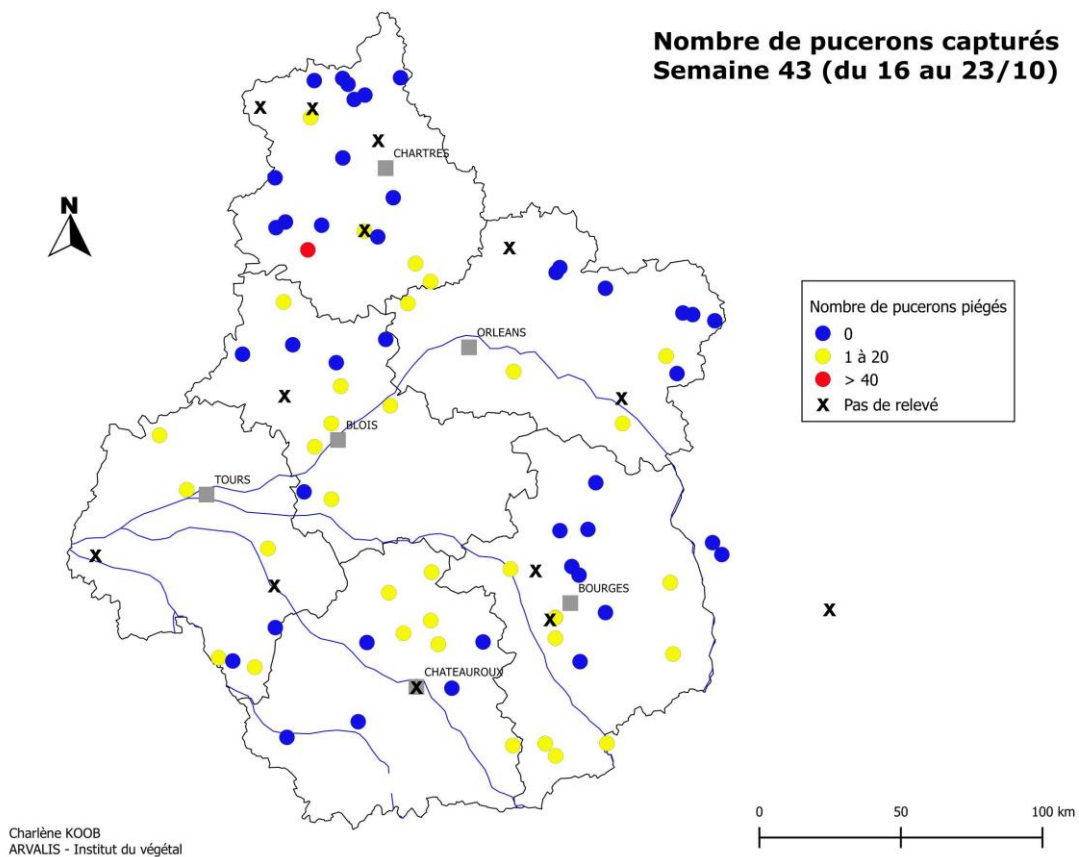 Nombre de pucerons capturés
Semaine 43 (du 16 au 23/10)
X
X
X
CHARTRES
N
X
X
Nombre de pucerons piégés
0
1 à 20
> 40
X Pas de relevé
ORLEANS
X
X
BLOIS
TOURS
X
X
X
BOURGES
X
X
CHATEAUROUX
X
0 50 100 km
Charlène KOOB
ARVALIS - Institut du végétal